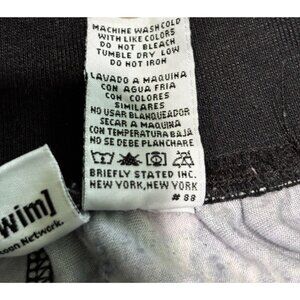 MACHINE WASH COLD
WITH LIKE COLORS
DO NOT BLEACH
TUMBLE DRY LOW
DO NOT IRON
LAVADO A MAQUINA
CON AGUA FRIA
CON COLORES
SIMILARES
NO USAR BLANQUEADOR
SECAR A MAQUINA
CON TEMPERATURA BAJA
NO SE DEBE PLANCHARE
BRIEFLY STATED INC.
NEW YORK, NEW YORK
# 88
wim]
oon Network.